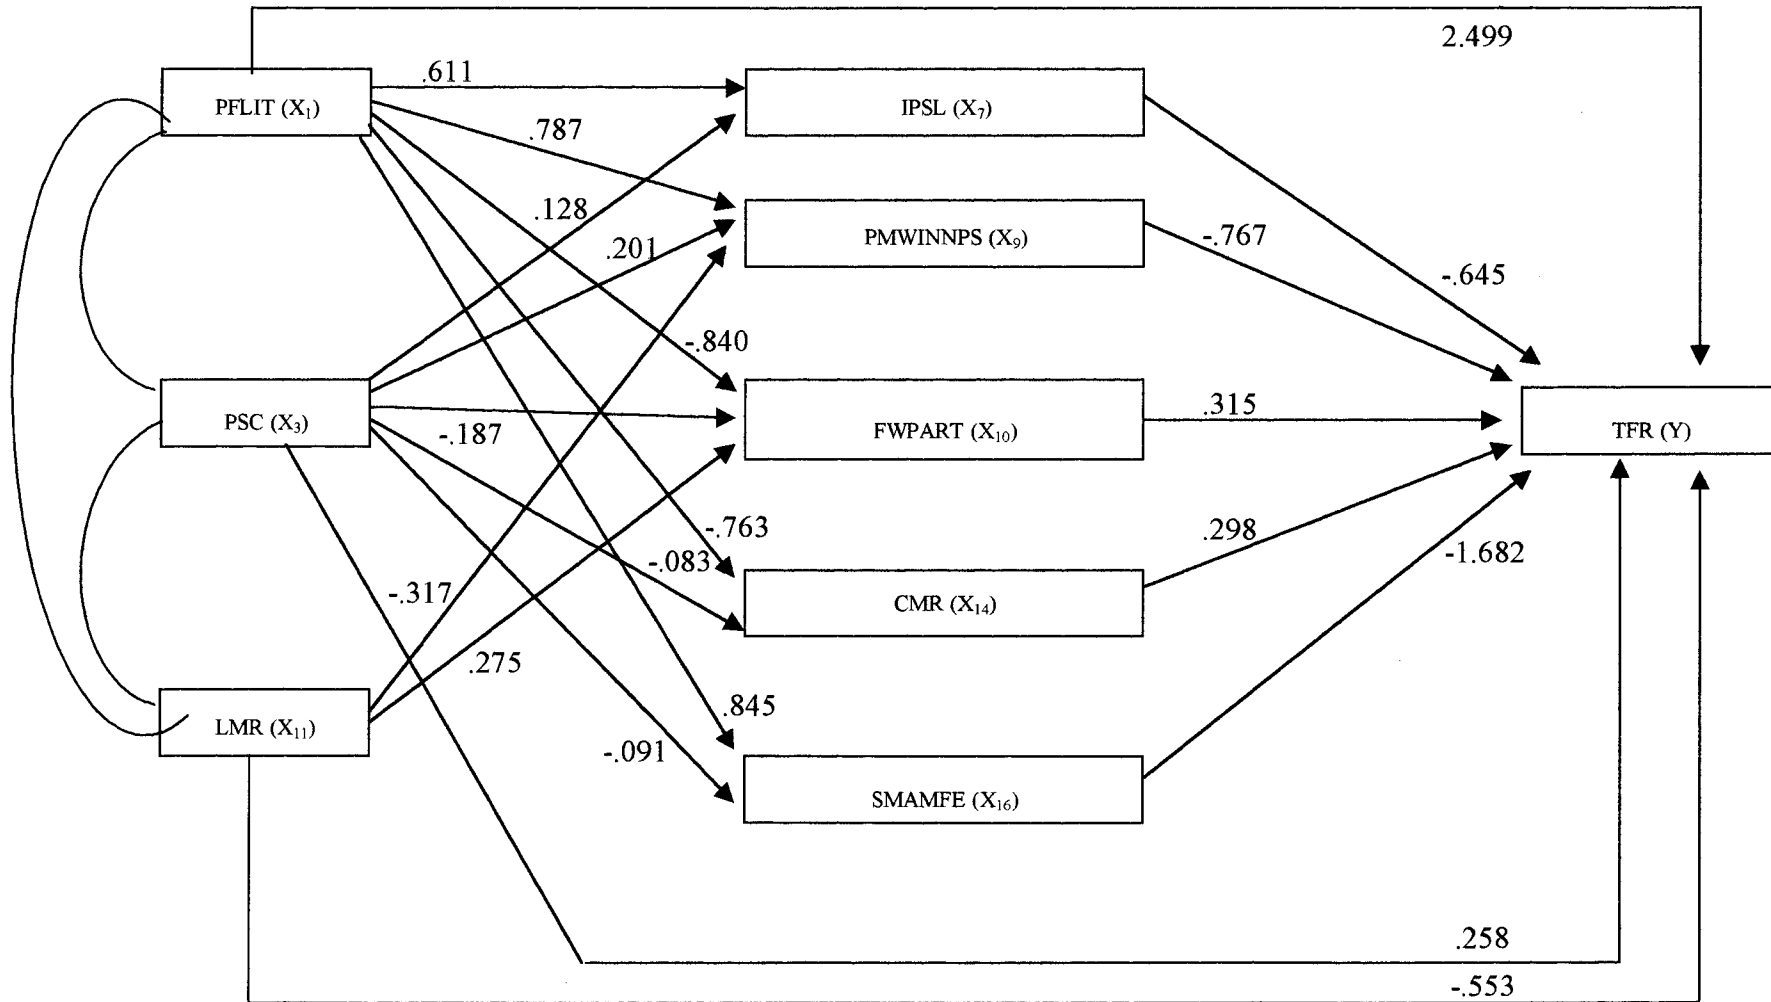 2.499
.611
PFLIT (X₁)
IPSL (X₇)
.787
.128
PMWINNPS (X₉)
-.767
.201
-.645
-.840
.315
PSC (X₃)
-.187
FWPART (X₁₀)
TFR (Y)
-.763
.298
-.083
-1.682
-.317
CMR (X₁₄)
.275
.845
LMR (X₁₁)
-.091
SMAMFE (X₁₆)
.258
-.553